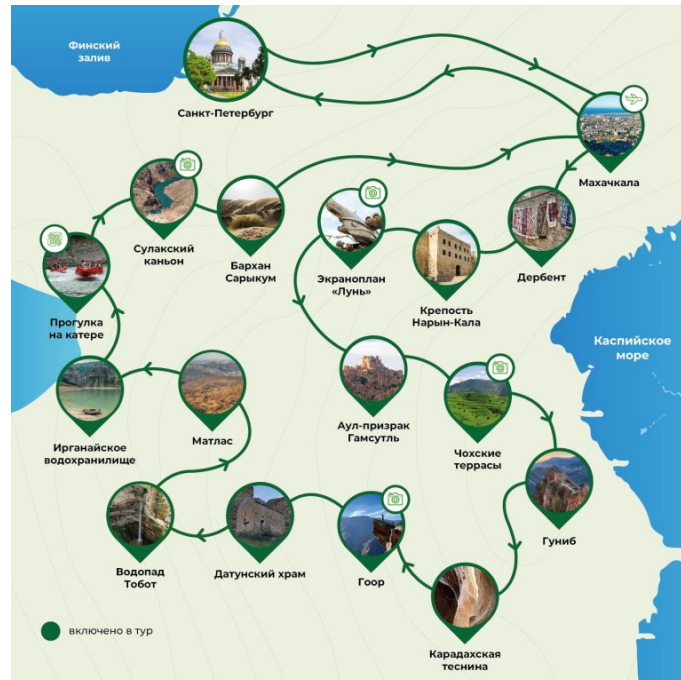 Финский
залив
Санкт-Петербург
Махачкала
Сулакский
каньон
Бархан
Сарыкум
Экраноплан
«Лунь»
Крепость
Нарын-Кала
Дербент
Прогулка
на катере
Каспийское
море
Ирганайское
водохранилище
Матлас
Аул-призрак
Гамсутль
Чохские
террасы
Гуниб
Водопад
Тобот
Датунский храм
Гоор
Карадахская
теснина
включено в тур